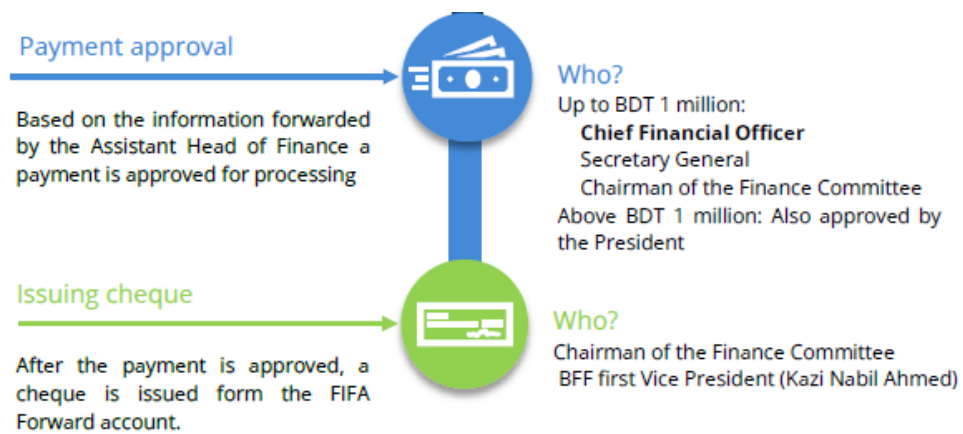 Payment approval
Based on the information forwarded
by the Assistant Head of Finance a
payment is approved for processing
Who?
Up to BDT 1 million:
Chief Financial Officer
Secretary General
Chairman of the Finance Committee
Above BDT 1 million: Also approved by
the President
Issuing cheque
After the payment is approved, a
cheque is issued form the FIFA
Forward account.
Who?
Chairman of the Finance Committee
BFF first Vice President (Kazi Nabil Ahmed)